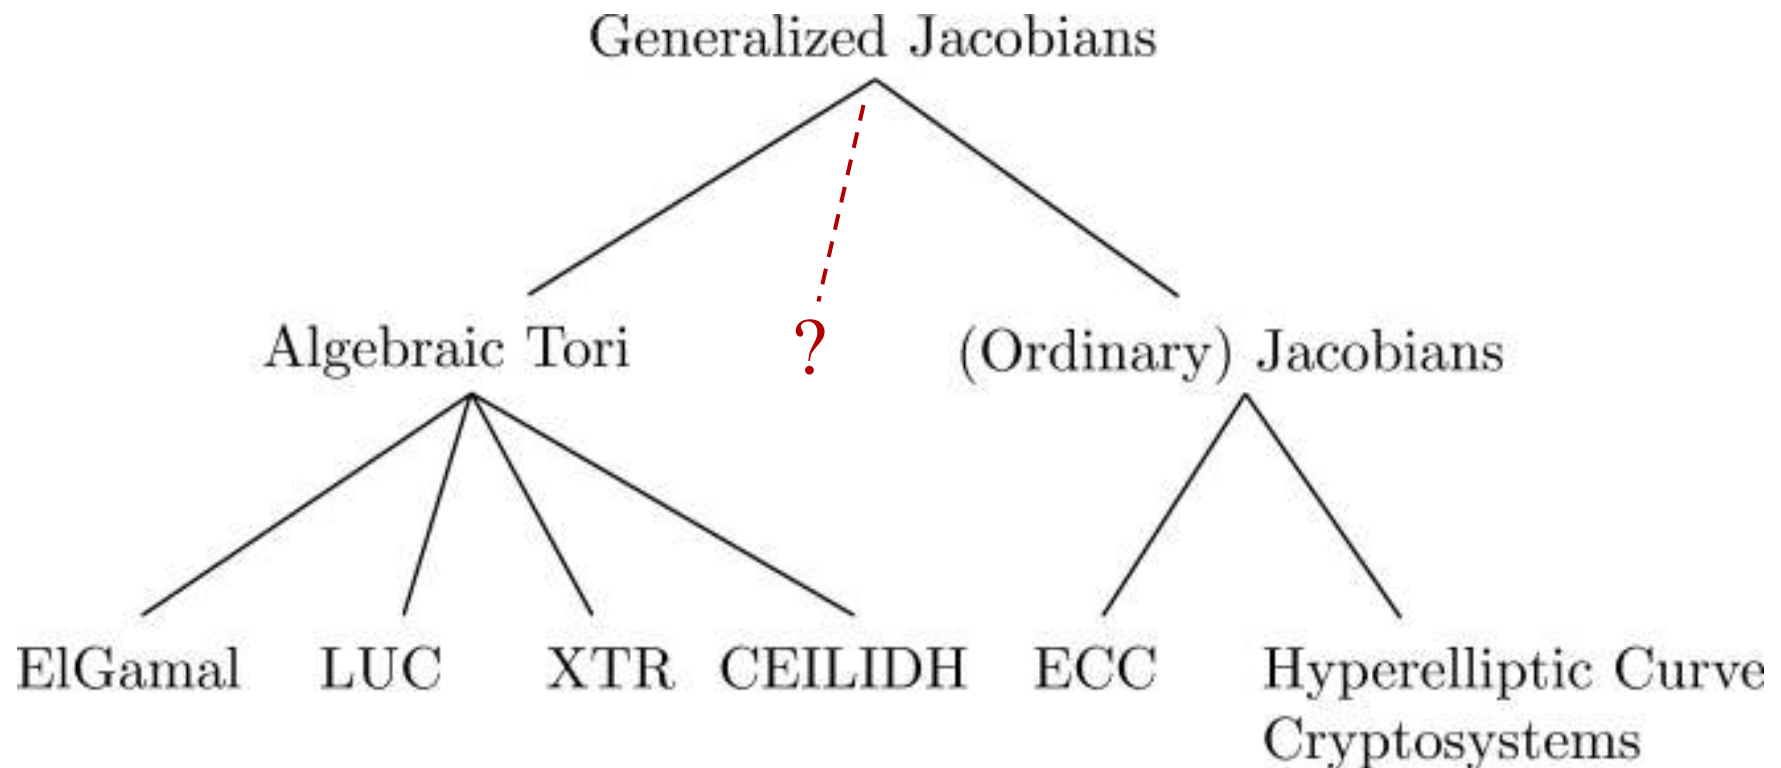 Generalized Jacobians
Algebraic Tori
?
(Ordinary) Jacobians
ElGamal
LUC
XTR
CEILIDH
ECC
Hyperelliptic Curve
Cryptosystems